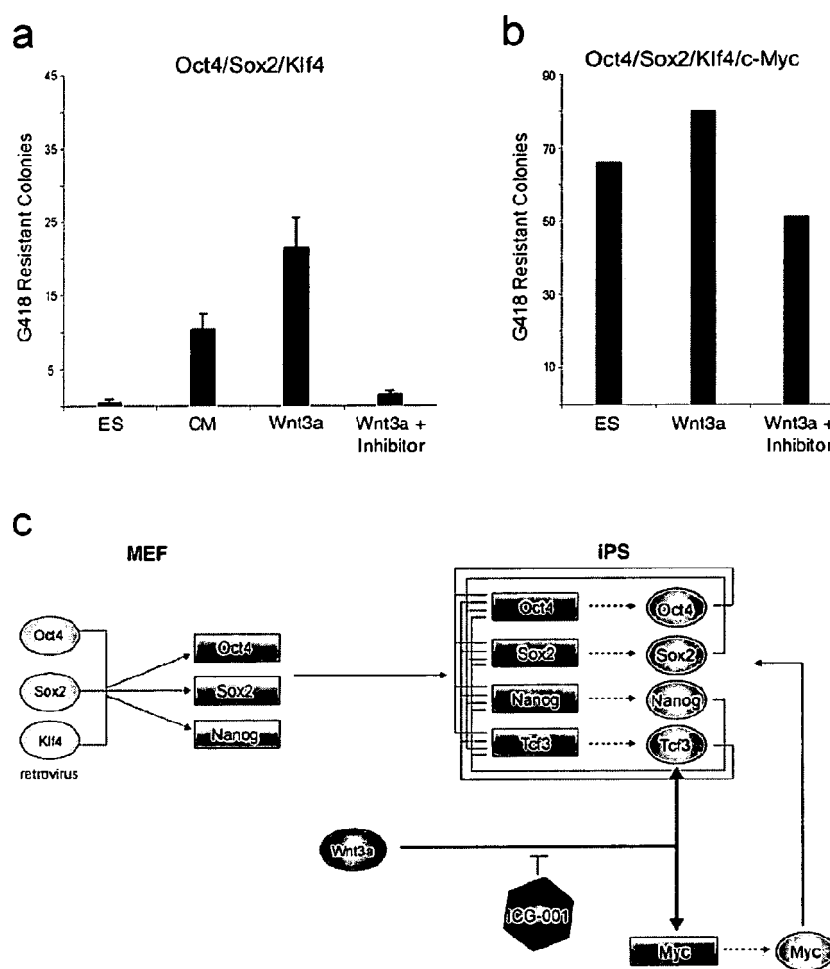 a
Oct4/Sox2/Klf4
G418 Resistant Colonies
45
35
25
15
5
ES
CM
Wnt3a
Wnt3a +
Inhibitor
b
Oct4/Sox2/Klf4/c-Myc
G418 Resistant Colonies
90
70
50
30
10
ES
Wnt3a
Wnt3a +
Inhibitor
c
MEF
iPS
Oct4
Sox2
Klf4
retrovirus
Oct4
Sox2
Nanog
Oct4
Oct4
Sox2
Sox2
Nanog
Nanog
Tcf3
Tcf3
Wnt3a
ICG-001
Myc
Myc